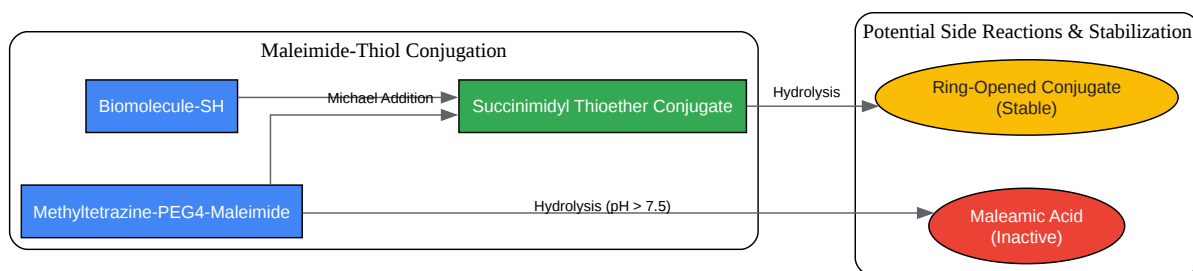 Maleimide-Thiol Conjugation
Potential Side Reactions & Stabilization
Biomolecule-SH
Michael Addition
Succinimidyl Thioether Conjugate
Hydrolysis
Ring-Opened Conjugate
(Stable)
Methyltetrazine-PEG4-Maleimide
Hydrolysis (pH > 7.5)
Maleamic Acid
(Inactive)